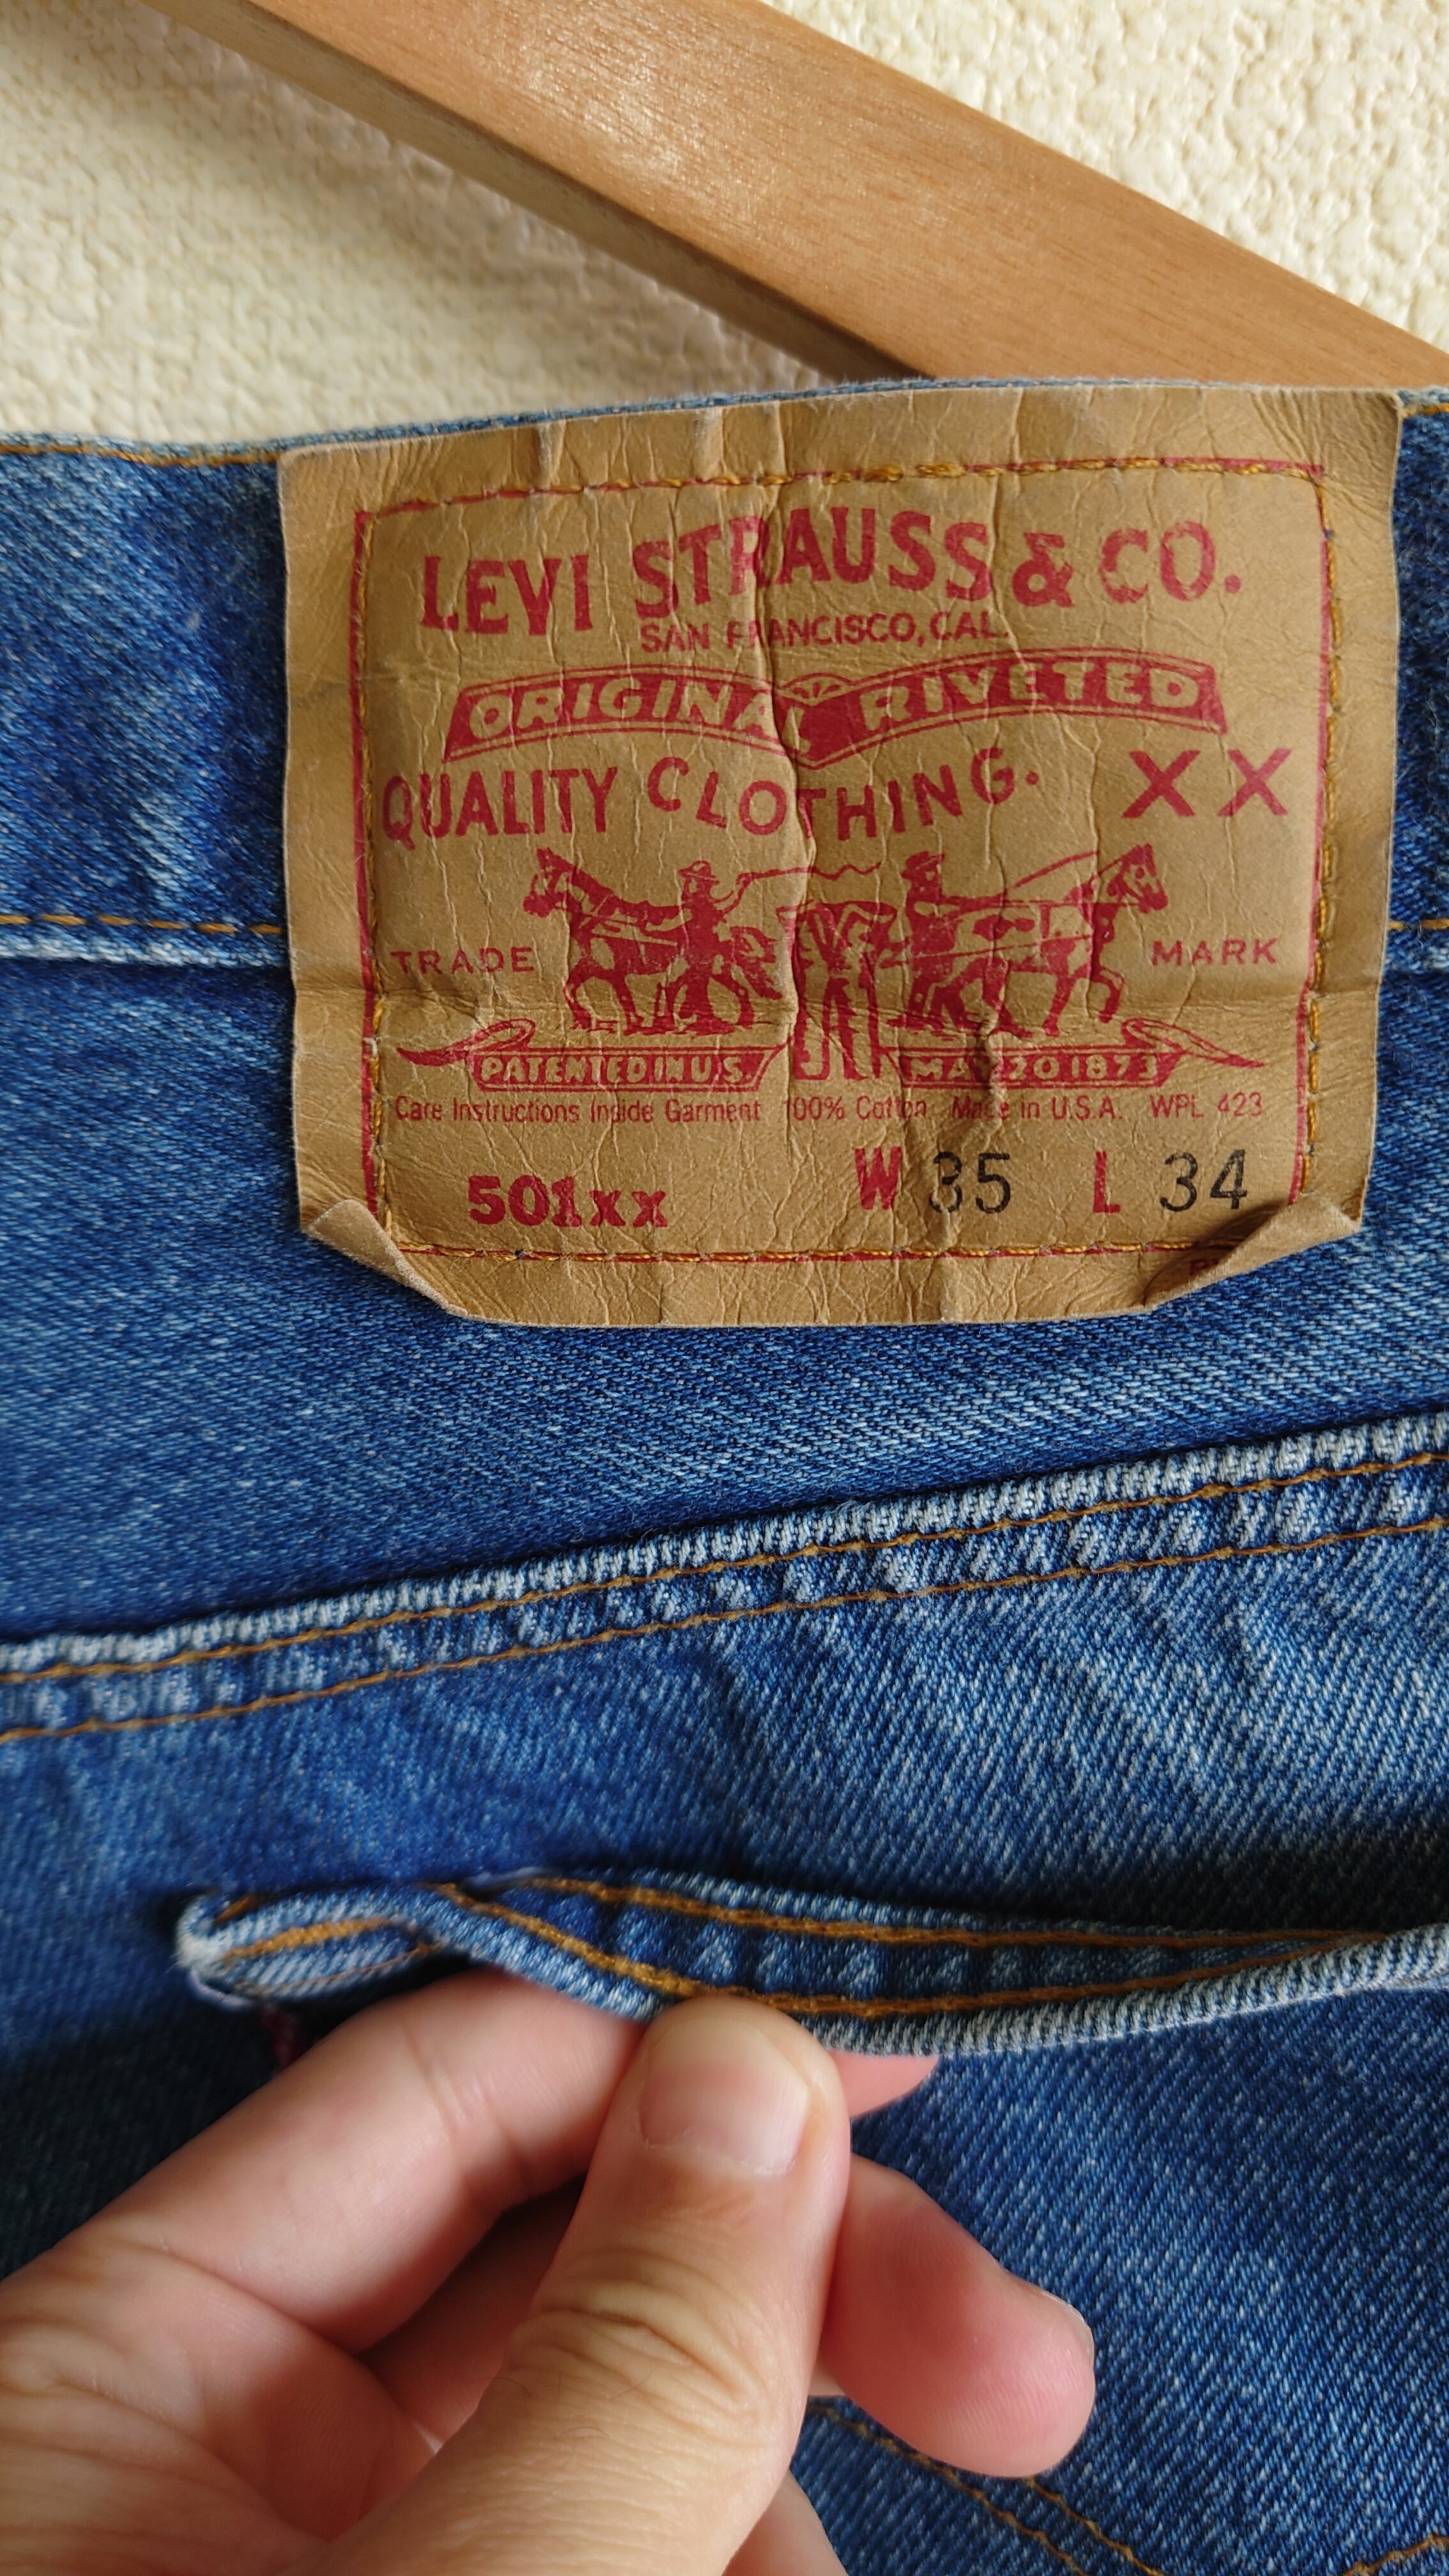 LEVI STRAUSS & CO.
SAN FRANCISCO, CAL.
ORIGINAL RIVETED
QUALITY CLOTHING. XX
TRADE MARK
PATENTED IN U.S. MAY 20 1873
Care Instructions Inside Garment 100% Cotton Made in U.S.A. WPL 423
501xx W 35 L 34